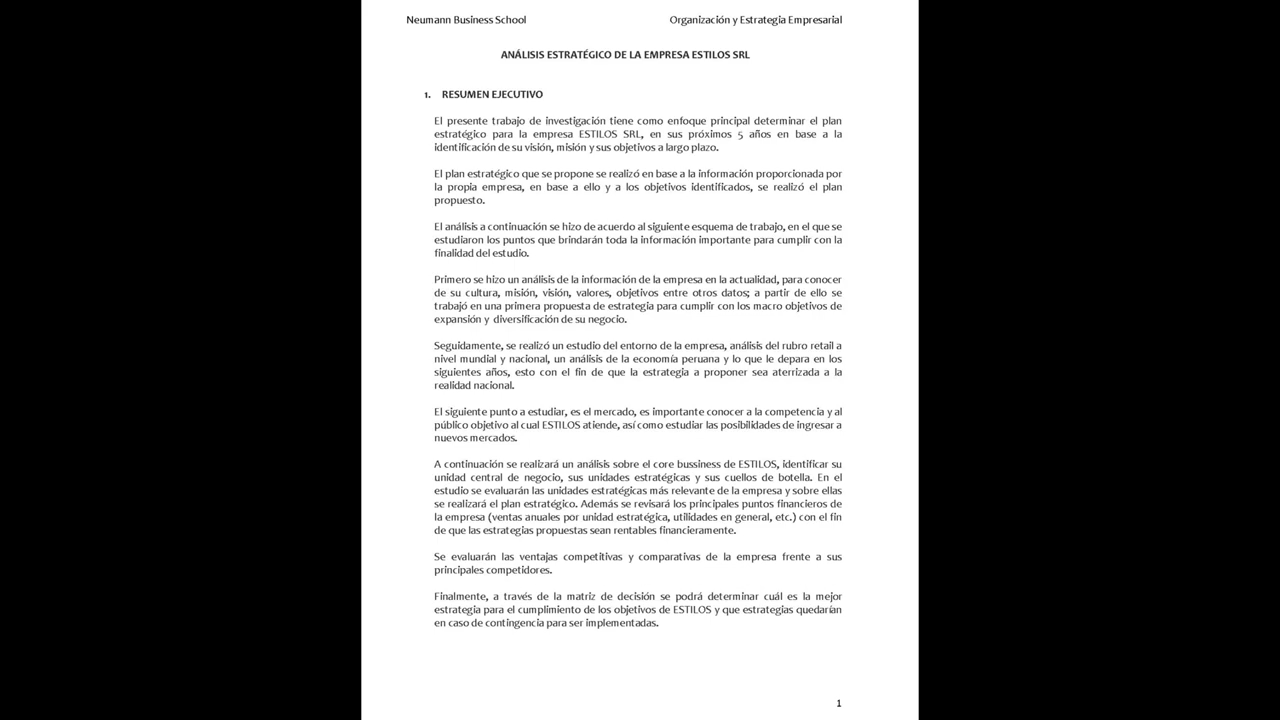 Neumann Business School Organización y Estrategia Empresarial
ANÁLISIS ESTRATÉGICO DE LA EMPRESA ESTILOS SRL
1. RESUMEN EJECUTIVO
El presente trabajo de investigación tiene como enfoque principal determinar el plan
estratégico para la empresa ESTILOS SRL, en sus próximos 5 años en base a la
identificación de su visión, misión y sus objetivos a largo plazo.
El plan estratégico que se propone se realizó en base a la información proporcionada por
la propia empresa, en base a ello y a los objetivos identificados, se realizó el plan
propuesto.
El análisis a continuación se hizo de acuerdo al siguiente esquema de trabajo, en el que se
estudiaron los puntos que brindarán toda la información importante para cumplir con la
finalidad del estudio.
Primero se hizo un análisis de la información de la empresa en la actualidad, para conocer
de su cultura, misión, visión, valores, objetivos entre otros datos; a partir de ello se
trabajó en una primera propuesta de estrategia para cumplir con los macro objetivos de
expansión y diversificación de su negocio.
Seguidamente, se realizó un estudio del entorno de la empresa, análisis del rubro retail a
nivel mundial y nacional, un análisis de la economía peruana y lo que le depara en los
siguientes años, esto con el fin de que la estrategia a proponer sea aterrizada a la
realidad nacional.
El siguiente punto a estudiar, es el mercado, es importante conocer a la competencia y al
público objetivo al cual ESTILOS atiende, así como estudiar las posibilidades de ingresar a
nuevos mercados.
A continuación se realizará un análisis sobre el core bussiness de ESTILOS, identificar su
unidad central de negocio, sus unidades estratégicas y sus cuellos de botella. En el
estudio se evaluarán las unidades estratégicas más relevante de la empresa y sobre ellas
se realizará el plan estratégico. Además se revisará los principales puntos financieros de
la empresa (ventas anuales por unidad estratégica, utilidades en general, etc.) con el fin
de que las estrategias propuestas sean rentables financieramente.
Se evaluarán las ventajas competitivas y comparativas de la empresa frente a sus
principales competidores.
Finalmente, a través de la matriz de decisión se podrá determinar cuál es la mejor
estrategia para el cumplimiento de los objetivos de ESTILOS y que estrategias quedarían
en caso de contingencia para ser implementadas.
1